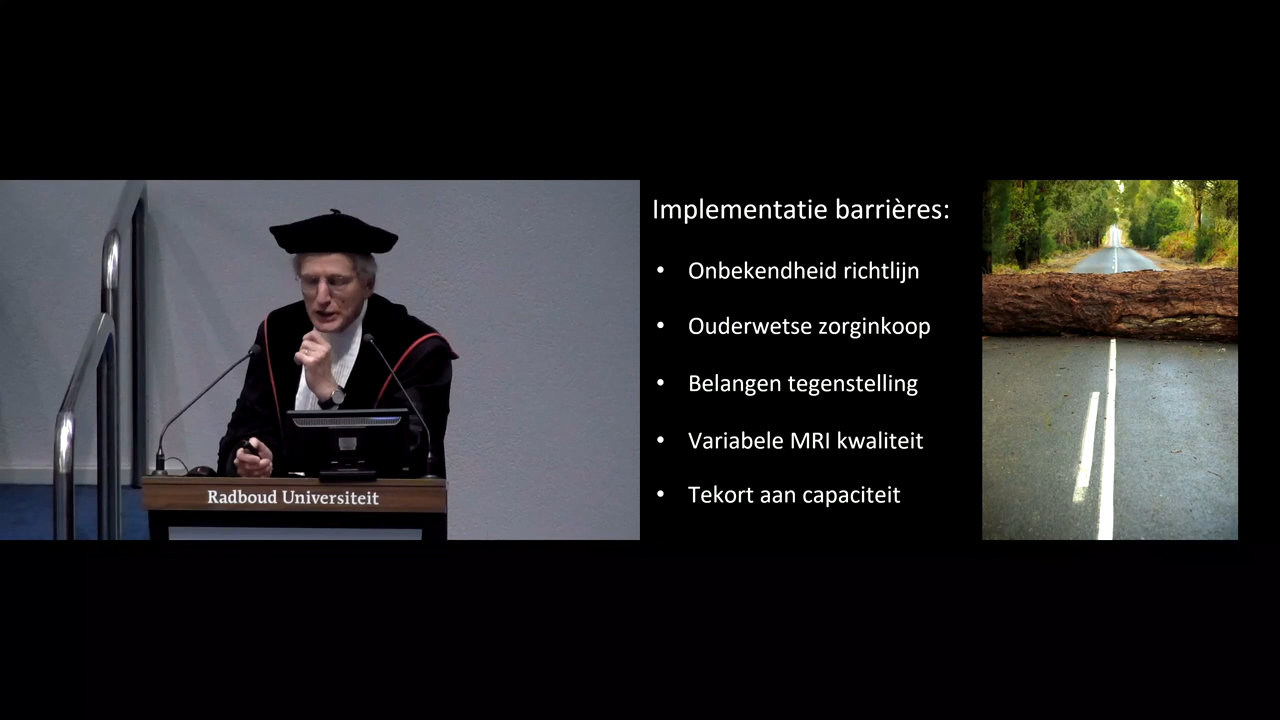 Radboud Universiteit
Implementatie barrières:
• Onbekendheid richtlijn
• Ouderwetse zorginkoop
• Belangen tegenstelling
• Variabele MRI kwaliteit
• Tekort aan capaciteit